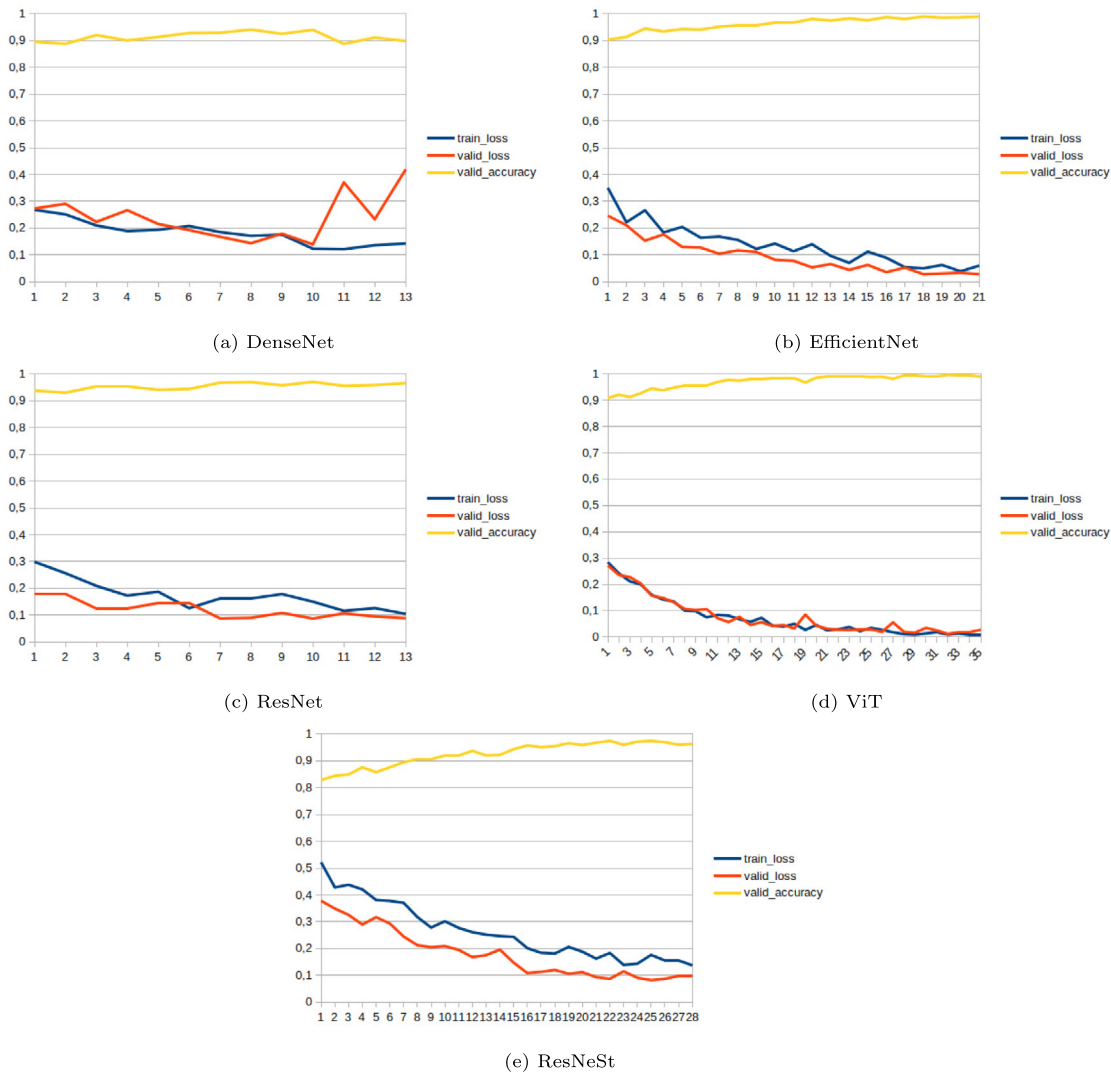 1
0,9
0,8
0,7
0,6
0,5
0,4
0,3
0,2
0,1
0
1 2 3 4 5 6 7 8 9 10 11 12 13
train_loss
valid_loss
valid_accuracy
(a) DenseNet
1
0,9
0,8
0,7
0,6
0,5
0,4
0,3
0,2
0,1
0
1 2 3 4 5 6 7 8 9 10 11 12 13 14 15 16 17 18 19 20 21
train_loss
valid_loss
valid_accuracy
(b) EfficientNet
1
0,9
0,8
0,7
0,6
0,5
0,4
0,3
0,2
0,1
0
1 2 3 4 5 6 7 8 9 10 11 12 13
train_loss
valid_loss
valid_accuracy
(c) ResNet
1
0,9
0,8
0,7
0,6
0,5
0,4
0,3
0,2
0,1
0
1 3 5 7 9 11 13 15 17 19 21 23 25 27 29 31 33 35
train_loss
valid_loss
valid_accuracy
(d) ViT
1
0,9
0,8
0,7
0,6
0,5
0,4
0,3
0,2
0,1
0
1 2 3 4 5 6 7 8 9 10 11 12 13 14 15 16 17 18 19 20 21 22 23 24 25 26 27 28
train_loss
valid_loss
valid_accuracy
(e) ResNeSt